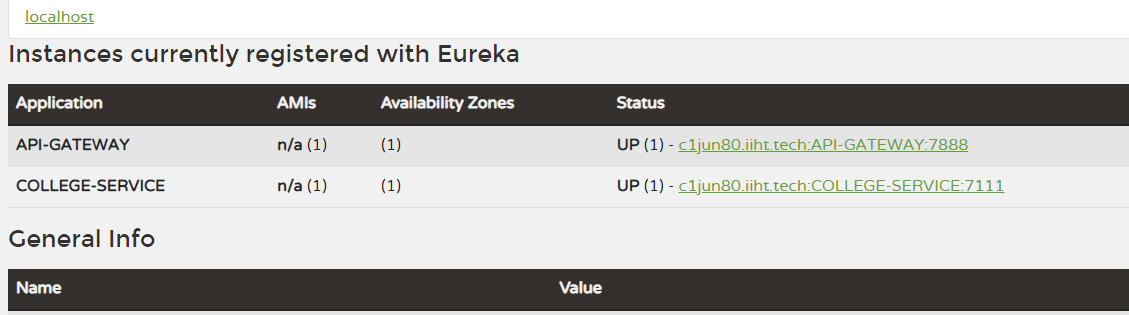 localhost
Instances currently registered with Eureka
Application AMIs Availability Zones Status
API-GATEWAY n/a (1) (1) UP (1) - c1jun80.iiht.tech:API-GATEWAY:7888
COLLEGE-SERVICE n/a (1) (1) UP (1) - c1jun80.iiht.tech:COLLEGE-SERVICE:7111
General Info
Name Value